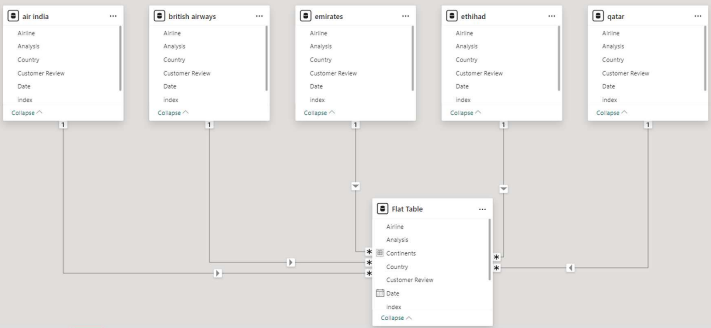 air india ...
Airline
Analysis
Country
Customer Review
Date
Index
Collapse
1
british airways ...
Airline
Analysis
Country
Customer Review
Date
Index
Collapse
1
emirates ...
Airline
Analysis
Country
Customer Review
Date
Index
Collapse
1
ethihad ...
Airline
Analysis
Country
Customer Review
Date
Index
Collapse
1
qatar ...
Airline
Analysis
Country
Customer Review
Date
Index
Collapse
1
Flat Table ...
Airline
Analysis
Continents
Country
Customer Review
Date
Index
Collapse
*
*
*
*
*